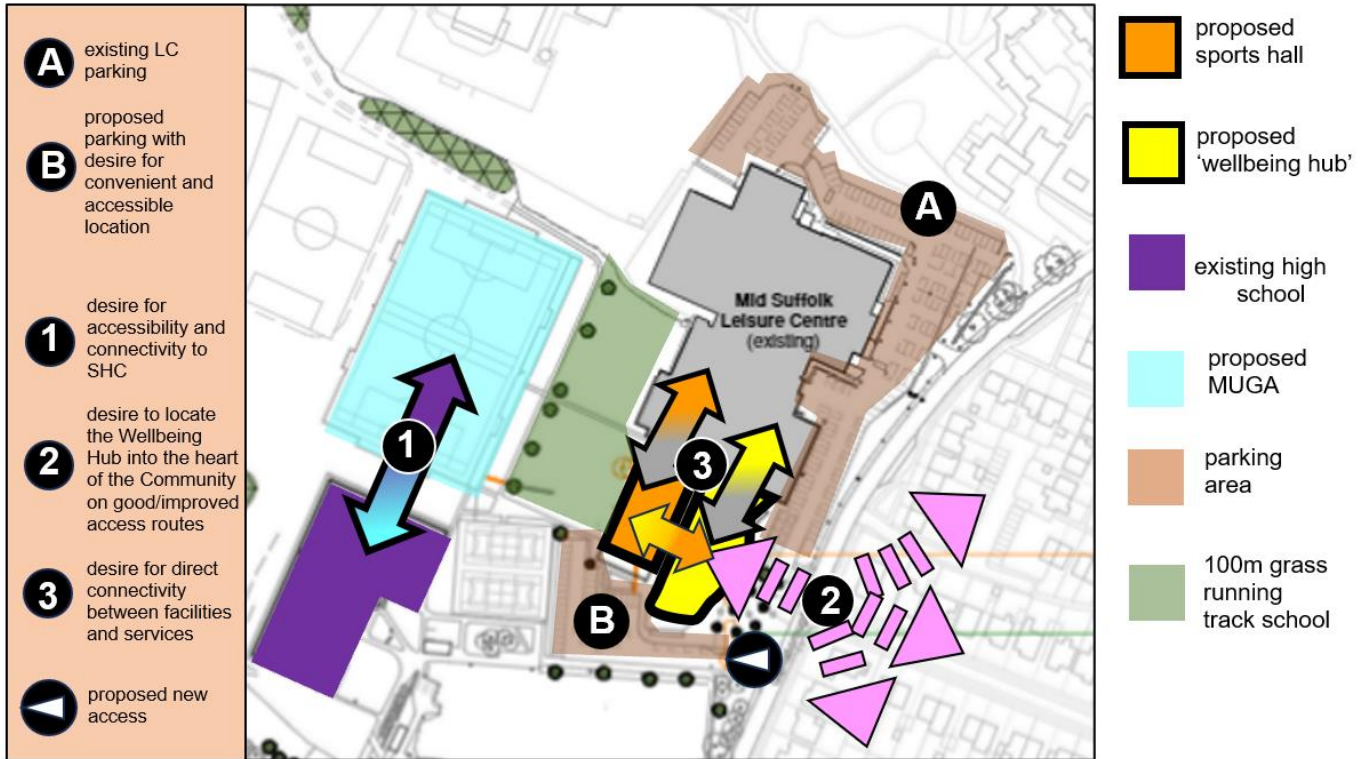 A
existing LC
parking
B
proposed
parking with
desire for
convenient and
accessible
location
1
desire for
accessibility and
connectivity to
SHC
2
desire to locate
the Wellbeing
Hub into the heart
of the Community
on good/improved
access routes
3
desire for direct
connectivity
between facilities
and services
proposed new
access
A
Mid Suffolk
Leisure Centre
(existing)
1
3
2
B
proposed
sports hall
proposed
‘wellbeing hub’
existing high
school
proposed
MUGA
parking
area
100m grass
running
track school